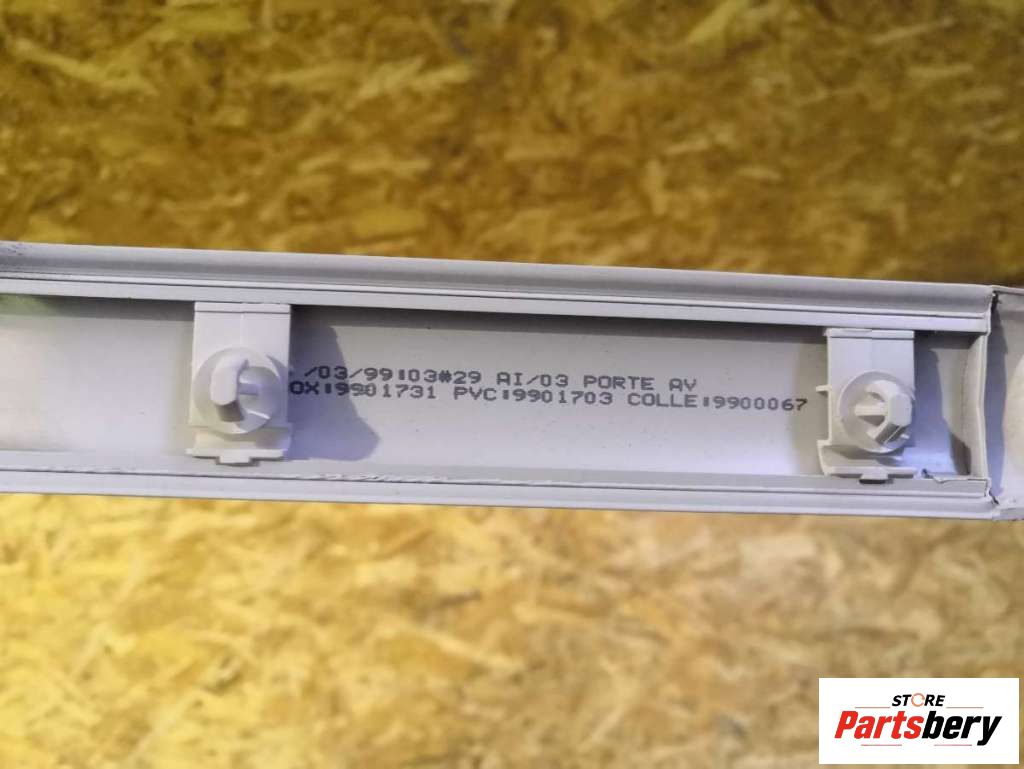 /03/99:03#29 AI/03 PORTE AV
OX:9901731 PVC:9901703 COLLE:9900067
STORE
Partsbery